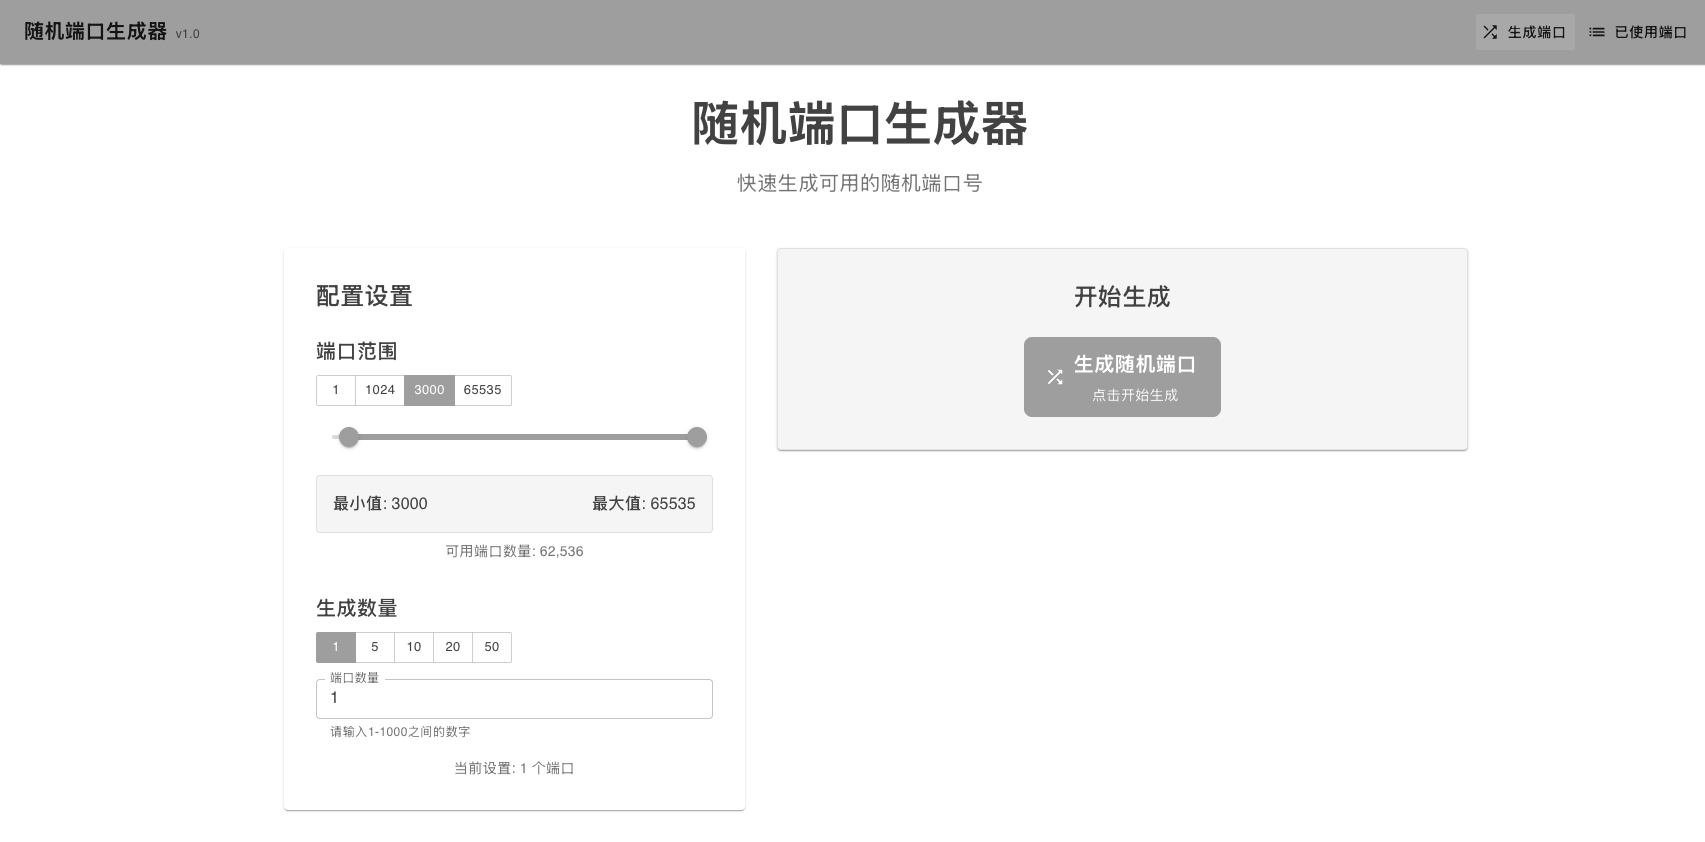 随机端口生成器 v1.0
生成端口
已使用端口
随机端口生成器
快速生成可用的随机端口号
配置设置
端口范围
1 1024 3000 65535
最小值: 3000 最大值: 65535
可用端口数量: 62,536
生成数量
1 5 10 20 50
端口数量
1
请输入1-1000之间的数字
当前设置: 1 个端口
开始生成
生成随机端口
点击开始生成